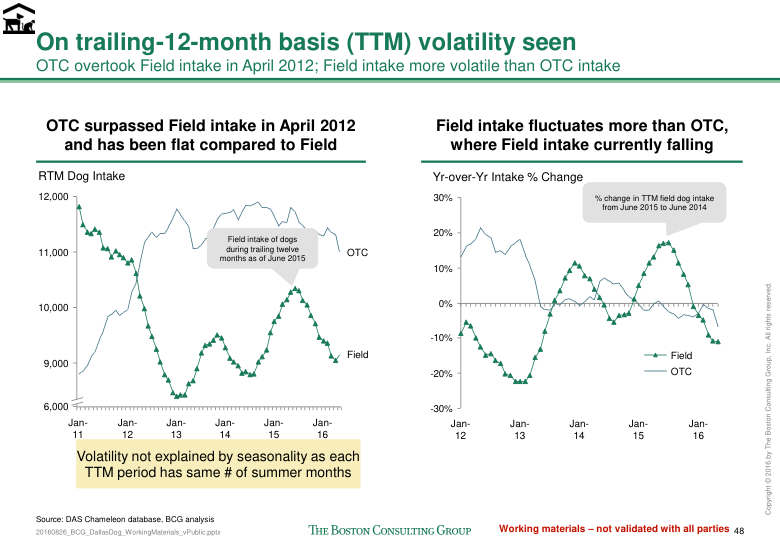 On trailing-12-month basis (TTM) volatility seen
OTC overtook Field intake in April 2012; Field intake more volatile than OTC intake
OTC surpassed Field intake in April 2012
and has been flat compared to Field
RTM Dog Intake
12,000
11,000
10,000
9,000
6,000
Field intake of dogs
during trailing twelve
months as of June 2015
OTC
Field
Jan-
11
Jan-
12
Jan-
13
Jan-
14
Jan-
15
Jan-
16
Volatility not explained by seasonality as each
TTM period has same # of summer months
Field intake fluctuates more than OTC,
where Field intake currently falling
Yr-over-Yr Intake % Change
30%
20%
10%
0%
-10%
-20%
-30%
% change in TTM field dog intake
from June 2015 to June 2014
Field
OTC
Jan-
12
Jan-
13
Jan-
14
Jan-
15
Jan-
16
Copyright © 2016 by The Boston Consulting Group, Inc. All rights reserved.
Source: DAS Chameleon database, BCG analysis
20160826_BCG_DallasDog_WorkingMaterials_vPublic.pptx
THE BOSTON CONSULTING GROUP
Working materials – not validated with all parties 48